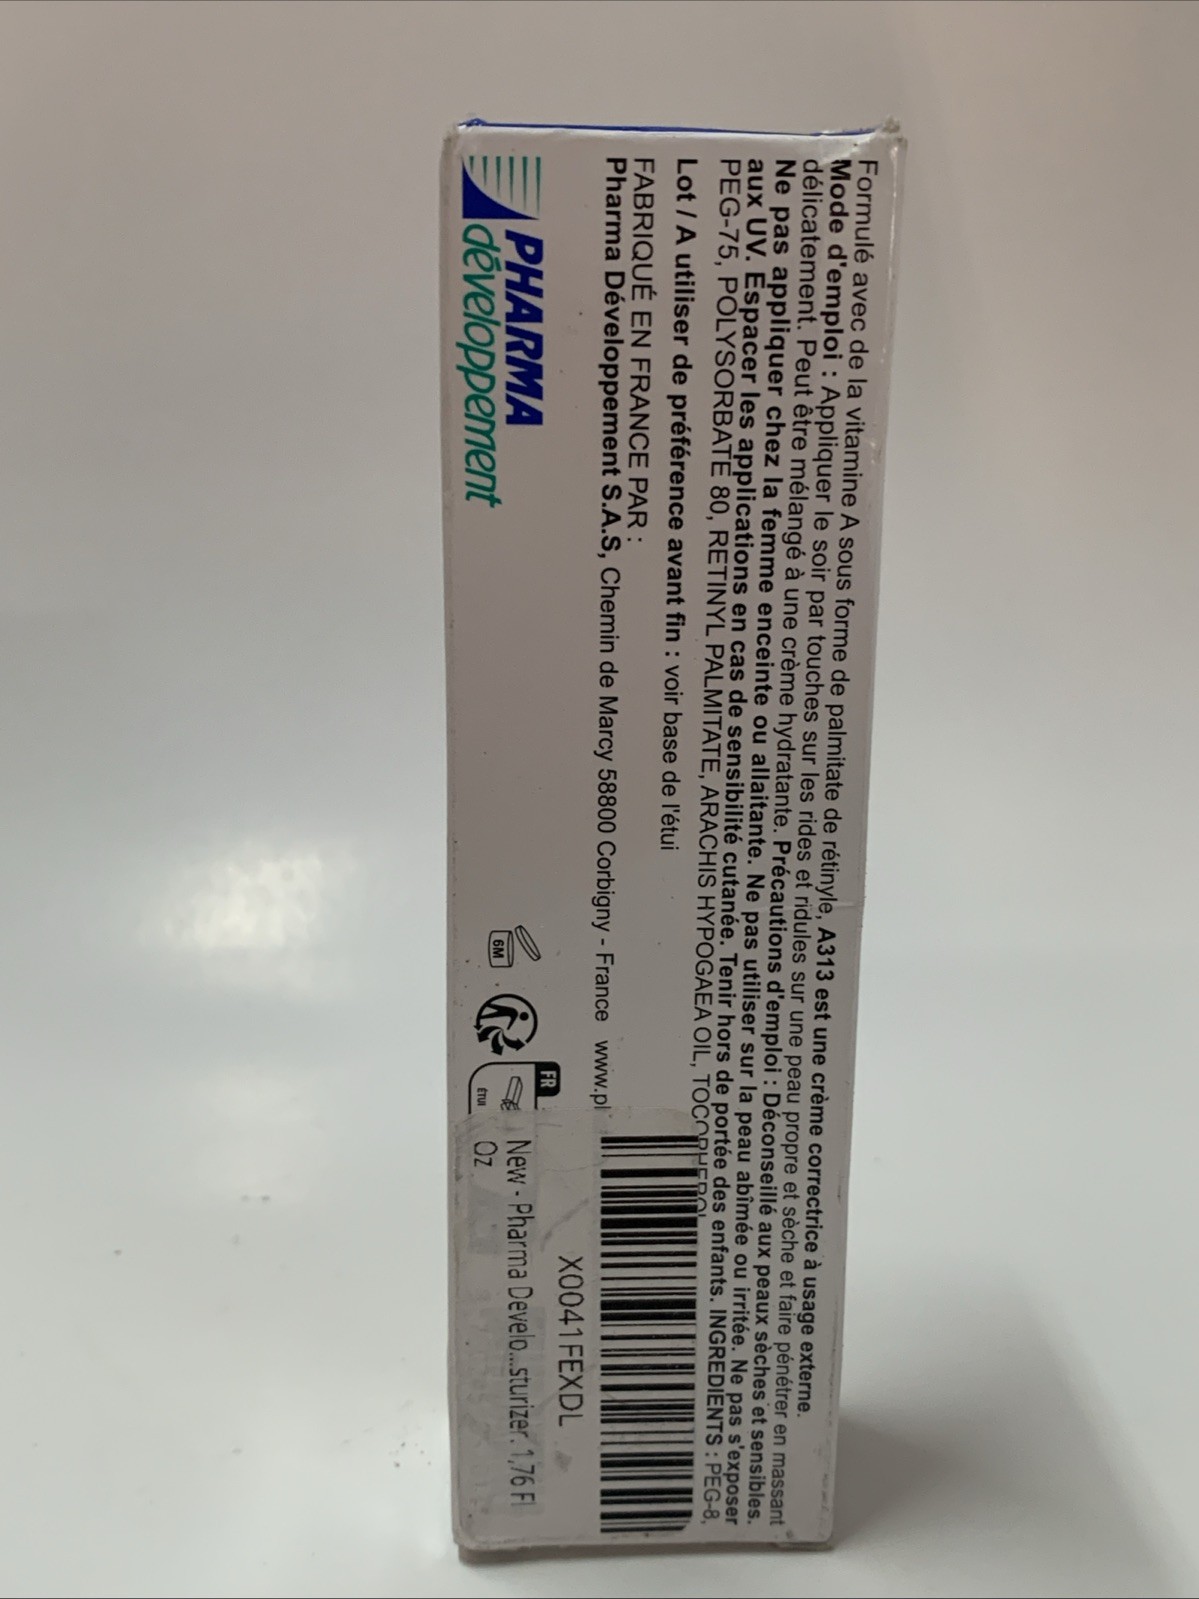 Formulé avec de la vitamine A sous forme de palmitate de rétinyle, A313 est une crème correctrice à usage externe.
Mode d'emploi : Appliquer le soir par touches sur les rides et ridules sur une peau propre et sèche et faire pénétrer en massant
délicatement. Peut être mélangé à une crème hydratante. Précautions d'emploi : Déconseillé aux peaux sèches et sensibles.
Ne pas appliquer chez la femme enceinte ou allaitante. Ne pas utiliser sur la peau abîmée ou irritée. Ne pas s'exposer
aux UV. Espacer les applications en cas de sensibilité cutanée. Tenir hors de portée des enfants. INGREDIENTS : PEG-8,
PEG-75, POLYSORBATE 80, RETINYL PALMITATE, ARACHIS HYPOGAEA OIL, TOCOPHEROL
Lot / A utiliser de préférence avant fin : voir base de l'étui
FABRIQUÉ EN FRANCE PAR :
Pharma Développement S.A.S, Chemin de Marcy 58800 Corbigny - France www.p
PHARMA
développement
6M
FR
ÉTUI
X0041FEXDL
New - Pharma Develo...sturizer. 1,76 Fl
Oz